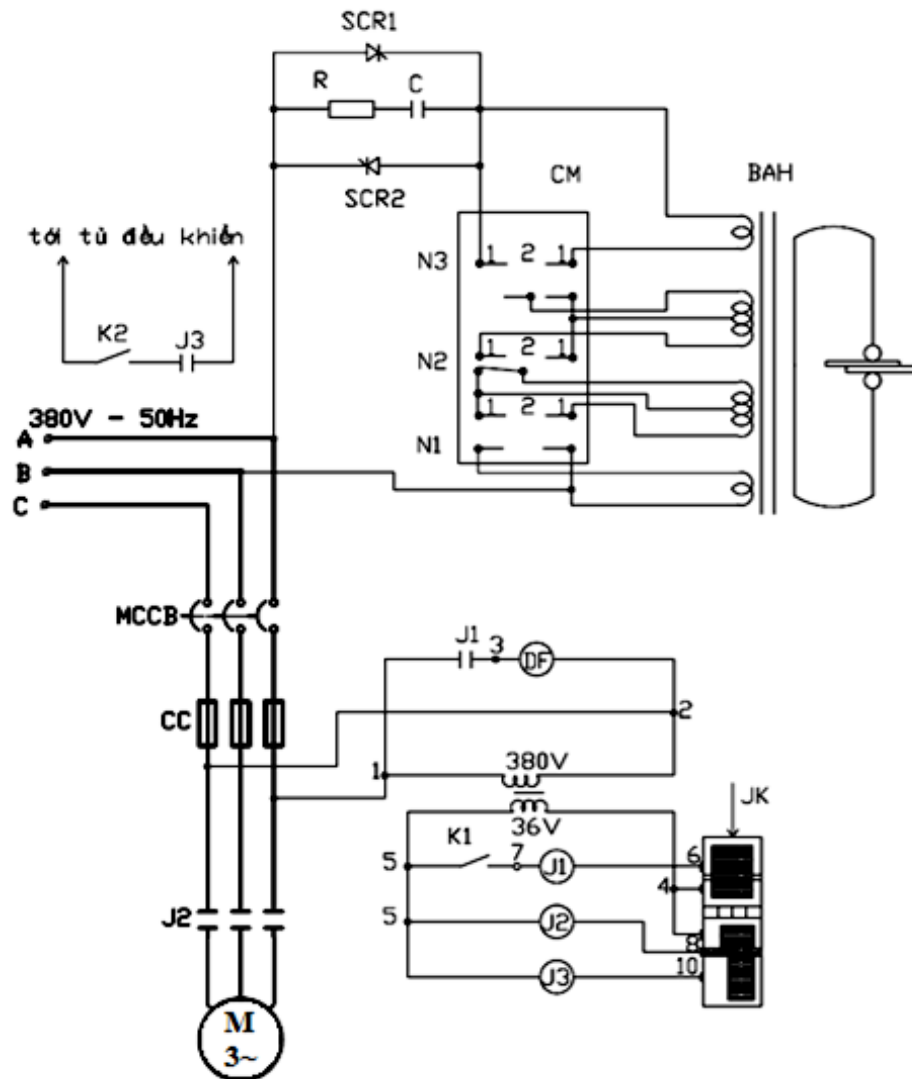 SCR1
R C
SCR2
CM BAH
tới tủ đều khiển
N3 1 2 1
K2 J3
N2 1 2 1
380V - 50Hz
1 2 1
A
N1
B
C
MCCB
J1 3 DF
CC
2
380V
1
JK
36V
K1 7 J1 6
5
4
J2
5 J2
8
10
J3
M
3~